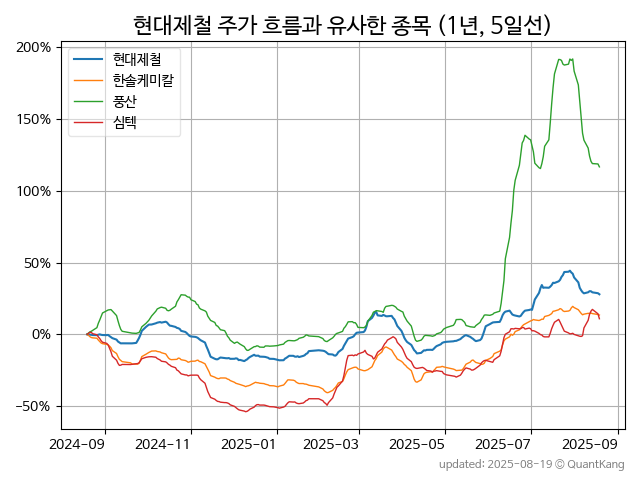 현대제철 주가 흐름과 유사한 종목 (1년, 5일선)
200%
150%
100%
50%
0%
−50%
현대제철
한솔케미칼
풍산
심텍
2024−09
2024−11
2025−01
2025−03
2025−05
2025−07
2025−09
updated: 2025-08-19 © QuantKang